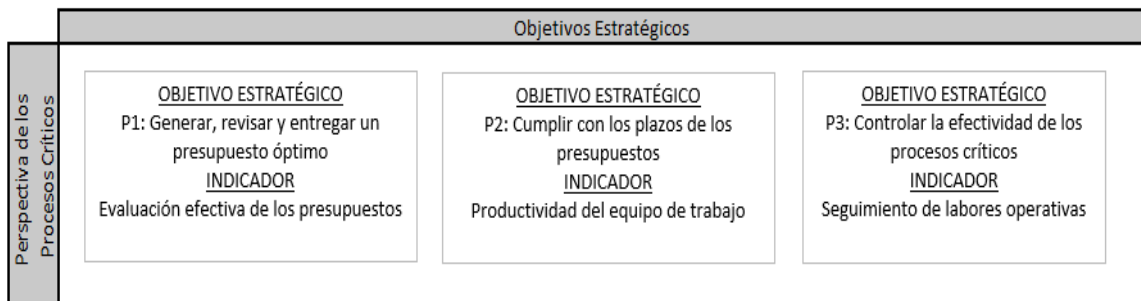 Objetivos Estratégicos
Perspectiva de los
Procesos Críticos
OBJETIVO ESTRATÉGICO
P1: Generar, revisar y entregar un
presupuesto óptimo
INDICADOR
Evaluación efectiva de los presupuestos
OBJETIVO ESTRATÉGICO
P2: Cumplir con los plazos de los
presupuestos
INDICADOR
Productividad del equipo de trabajo
OBJETIVO ESTRATÉGICO
P3: Controlar la efectividad de los
procesos críticos
INDICADOR
Seguimiento de labores operativas